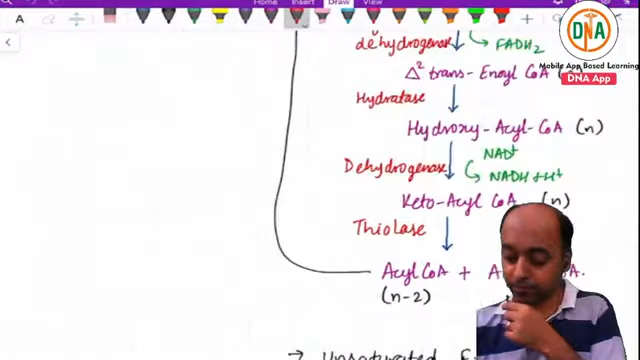 Home Insert Draw View
A
DNA
Mobile App Based Learning
DNA App
dehydrogenase
FADH2
Δ² trans-Enoyl CoA
Hydratase
Hydroxy-Acyl-CoA (n)
NAD+
Dehydrogenase
NADH+H+
Keto-Acyl CoA (n)
Thiolase
Acyl CoA + A
A.
(n-2)
→ Unsaturated